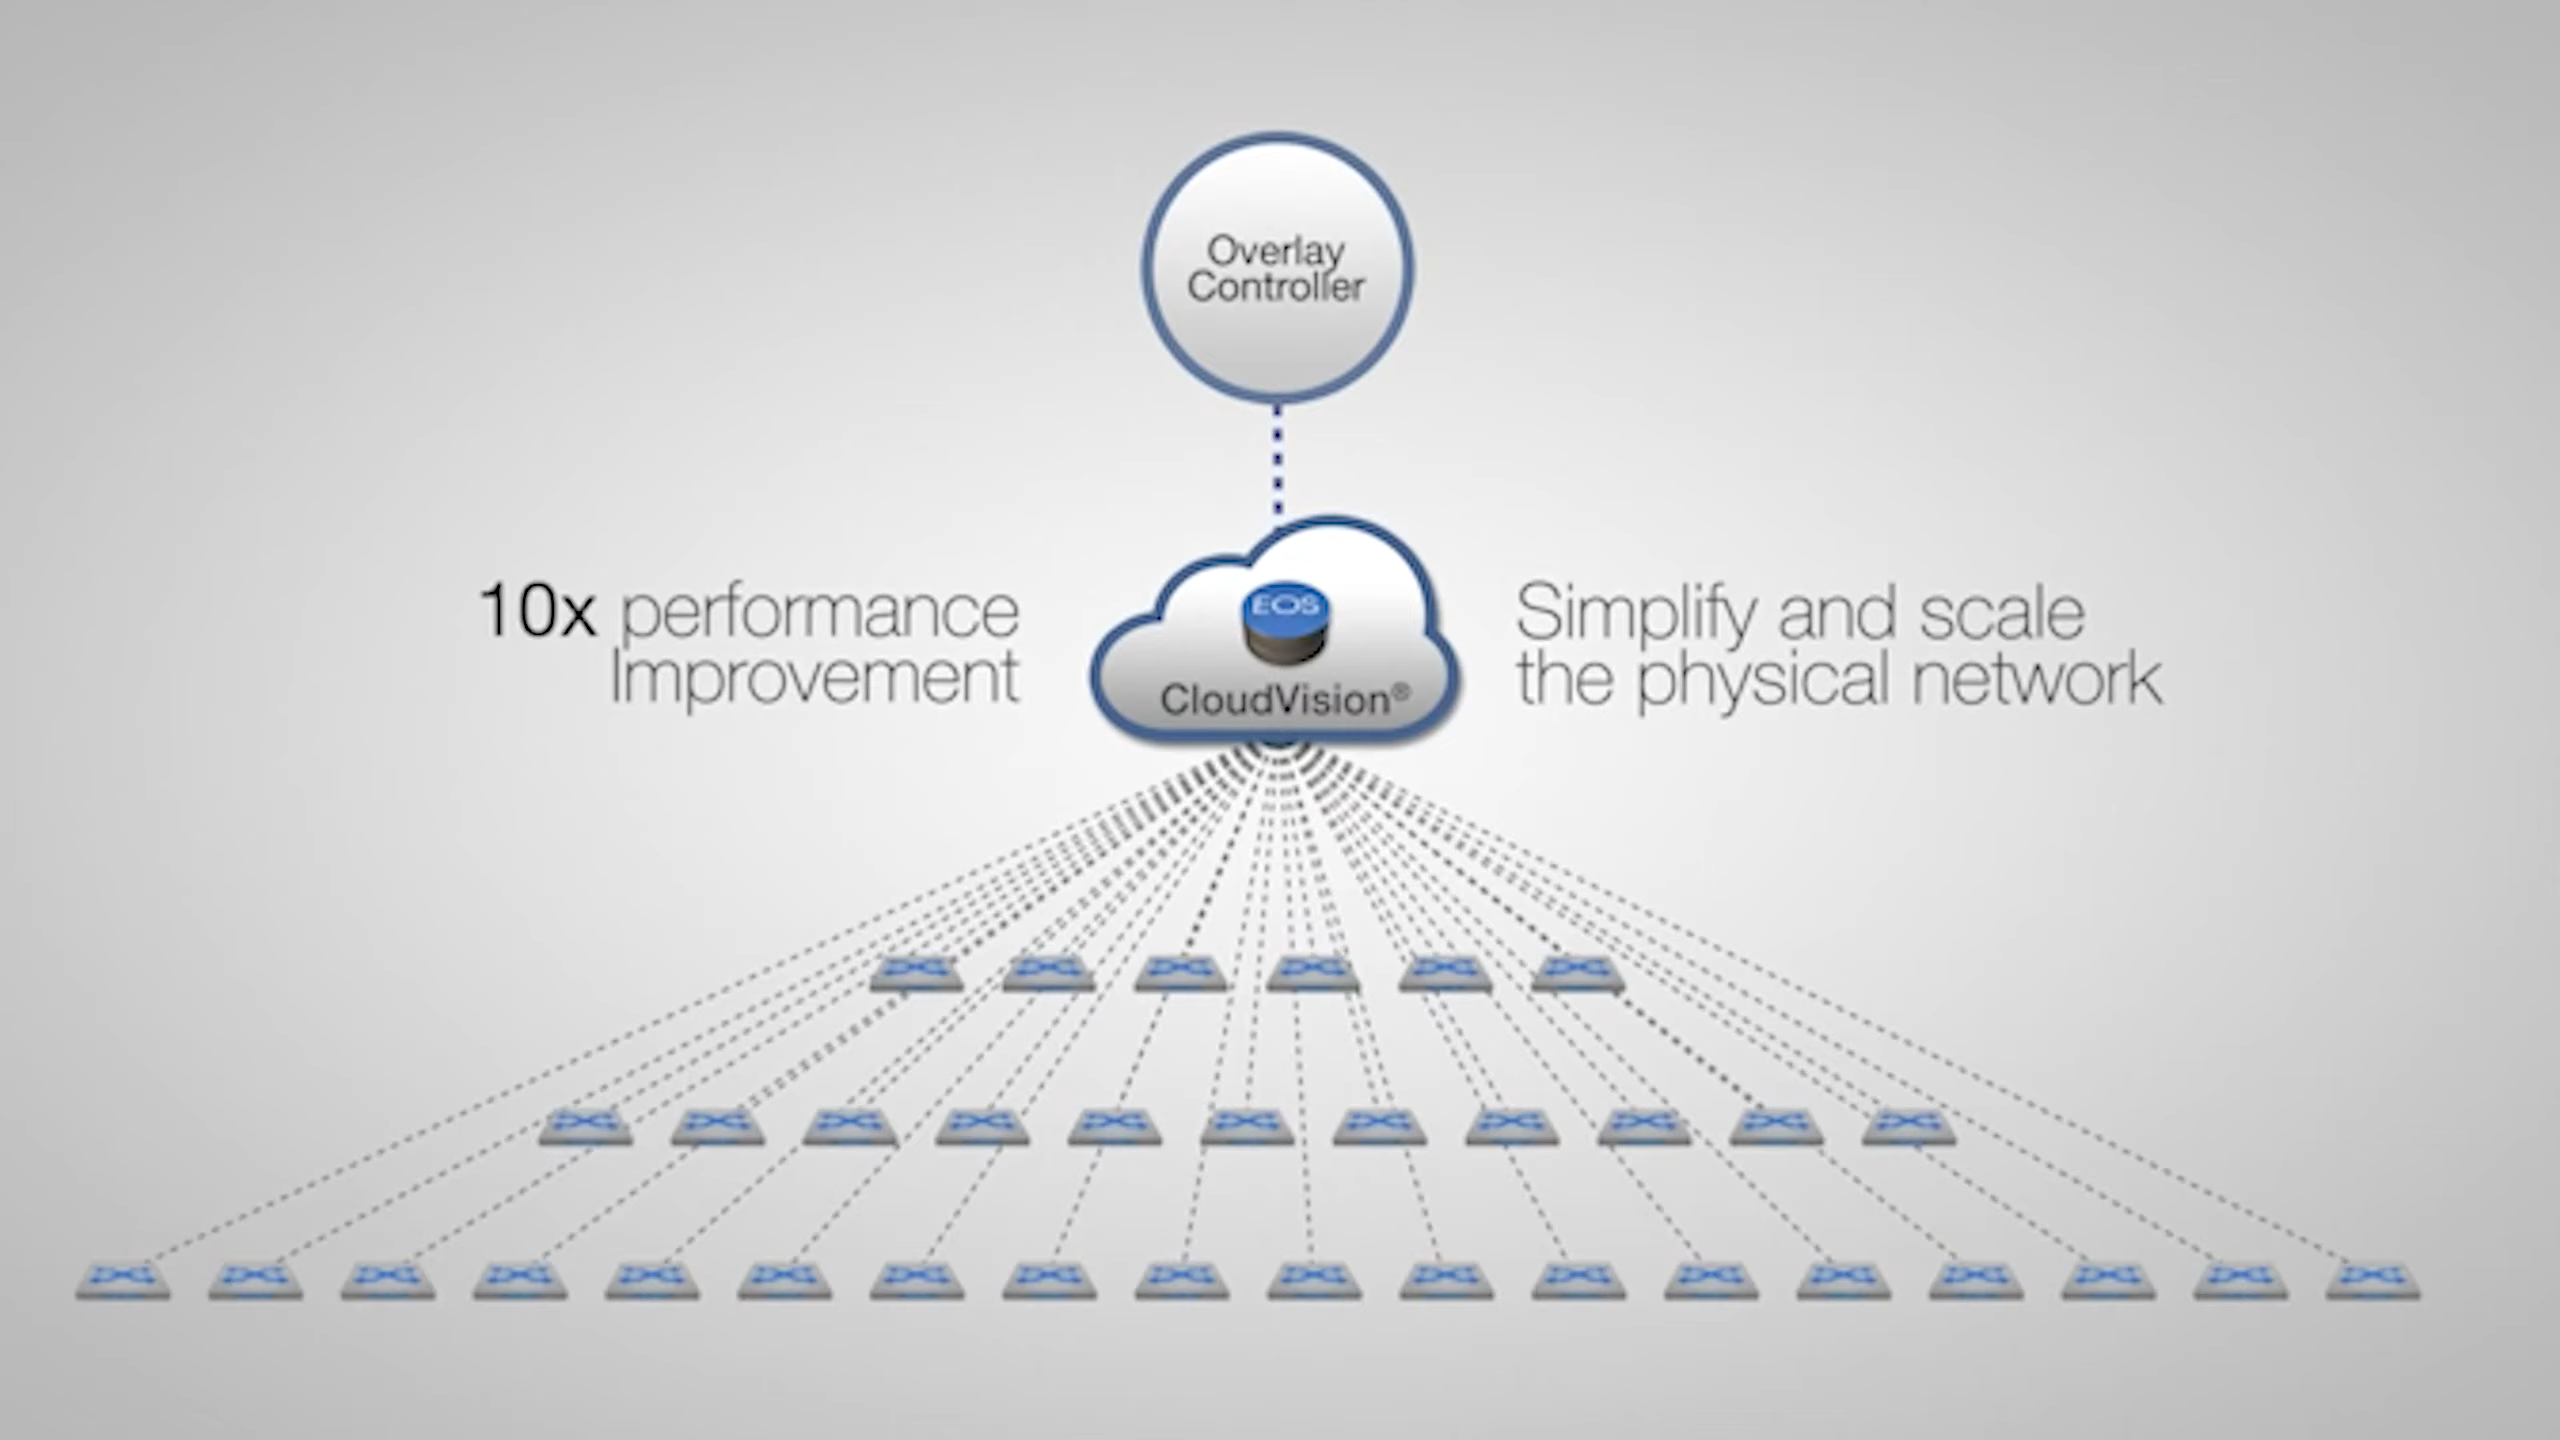 Overlay
Controller
10x performance
Improvement
EOS
CloudVision®
Simplify and scale
the physical network